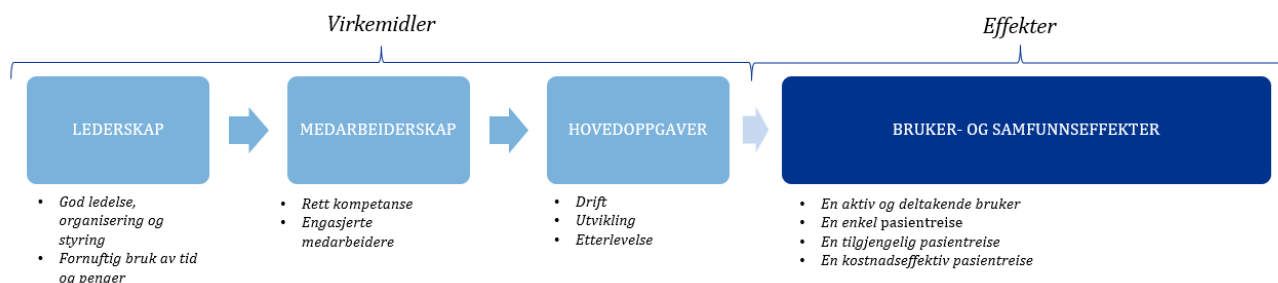 Virkemidler
Effekter
LEDERSKAP
MEDARBEIDERSKAP
HOVEDOPPGAVER
BRUKER- OG SAMFUNNSEFFEKTER
• God ledelse,
organisering og
styring
• Fornuftig bruk av tid
og penger
• Rett kompetanse
• Engasjerte
medarbeidere
• Drift
• Utvikling
• Etterlevelse
• En aktiv og deltakende bruker
• En enkel pasientreise
• En tilgjengelig pasientreise
• En kostnadseffektiv pasientreise